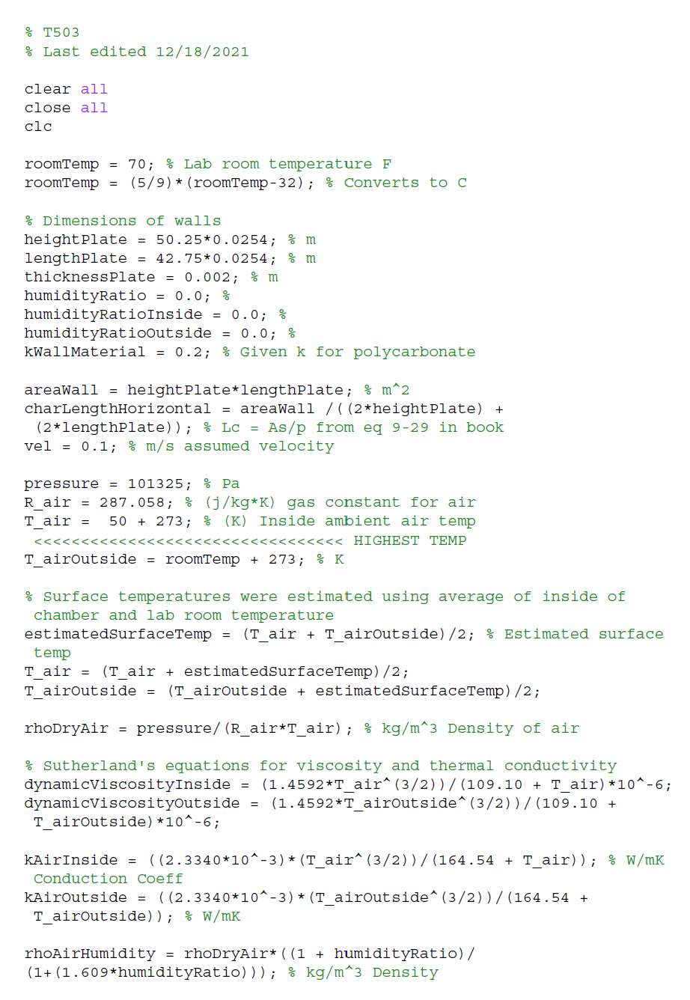 % T503
% Last edited 12/18/2021
clear all
close all
clc
roomTemp = 70; % Lab room temperature F
roomTemp = (5/9)*(roomTemp-32); % Converts to C
% Dimensions of walls
heightPlate = 50.25*0.0254; % m
lengthPlate = 42.75*0.0254; % m
thicknessPlate = 0.002; % m
humidityRatio = 0.0; %
humidityRatioInside = 0.0; %
humidityRatioOutside = 0.0; %
kWallMaterial = 0.2; % Given k for polycarbonate
areaWall = heightPlate*lengthPlate; % m^2
charLengthHorizontal = areaWall /((2*heightPlate) +
(2*lengthPlate)); % Lc = As/p from eq 9-29 in book
vel = 0.1; % m/s assumed velocity
pressure = 101325; % Pa
R_air = 287.058; % (j/kg*K) gas constant for air
T_air =  50 + 273; % (K) Inside ambient air temp
<<<<<<<<<<<<<<<<<<<<<<<<<<<<<<<<< HIGHEST TEMP
T_airOutside = roomTemp + 273; % K
% Surface temperatures were estimated using average of inside of
chamber and lab room temperature
estimatedSurfaceTemp = (T_air + T_airOutside)/2; % Estimated surface
temp
T_air = (T_air + estimatedSurfaceTemp)/2;
T_airOutside = (T_airOutside + estimatedSurfaceTemp)/2;
rhoDryAir = pressure/(R_air*T_air); % kg/m^3 Density of air
% Sutherland's equations for viscosity and thermal conductivity
dynamicViscosityInside = (1.4592*T_air^(3/2))/(109.10 + T_air)*10^-6;
dynamicViscosityOutside = (1.4592*T_airOutside^(3/2))/(109.10 +
T_airOutside)*10^-6;
kAirInside = ((2.3340*10^-3)*(T_air^(3/2))/(164.54 + T_air)); % W/mK
Conduction Coeff
kAirOutside = ((2.3340*10^-3)*(T_airOutside^(3/2))/(164.54 +
T_airOutside)); % W/mK
rhoAirHumidity = rhoDryAir*((1 + humidityRatio)/
(1+(1.609*humidityRatio))); % kg/m^3 Density